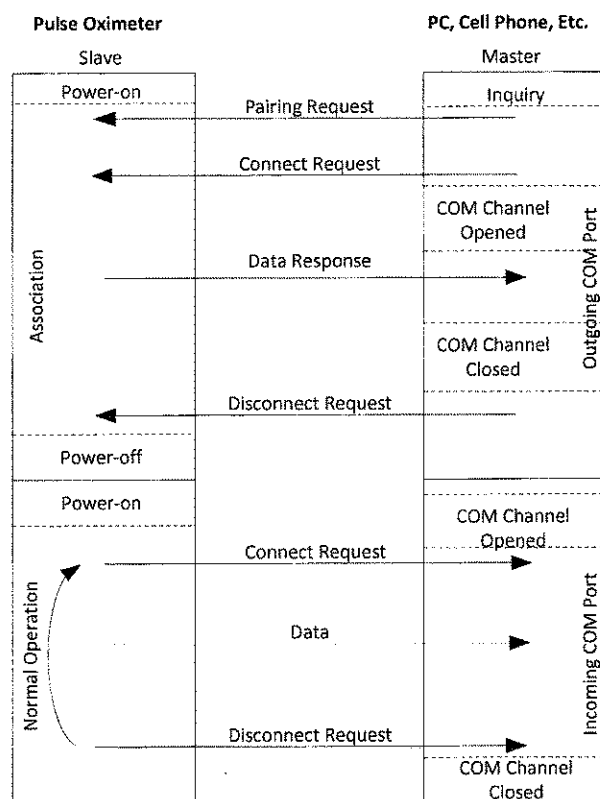 Pulse Oximeter
PC, Cell Phone, Etc.
Slave
Master
Power-on
Inquiry
Pairing Request
Connect Request
COM Channel
Opened
Data Response
COM Channel
Closed
Disconnect Request
Association
Outgoing COM Port
Power-off
Power-on
COM Channel
Opened
Connect Request
Data
Disconnect Request
Normal Operation
Incoming COM Port
COM Channel
Closed